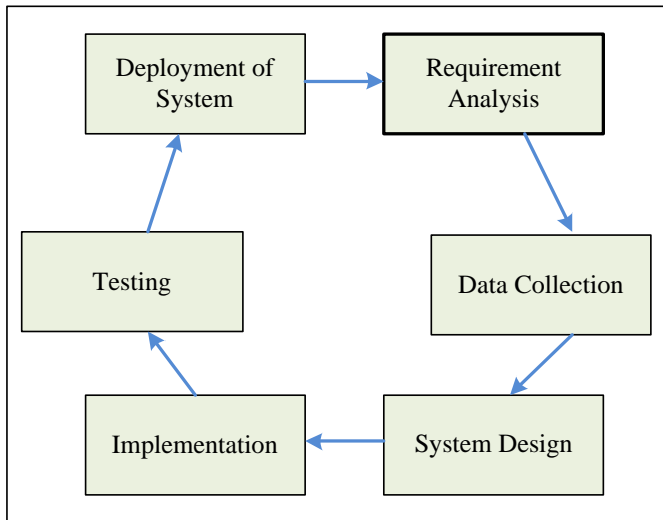 Deployment of
System
Requirement
Analysis
Testing
Data Collection
Implementation
System Design